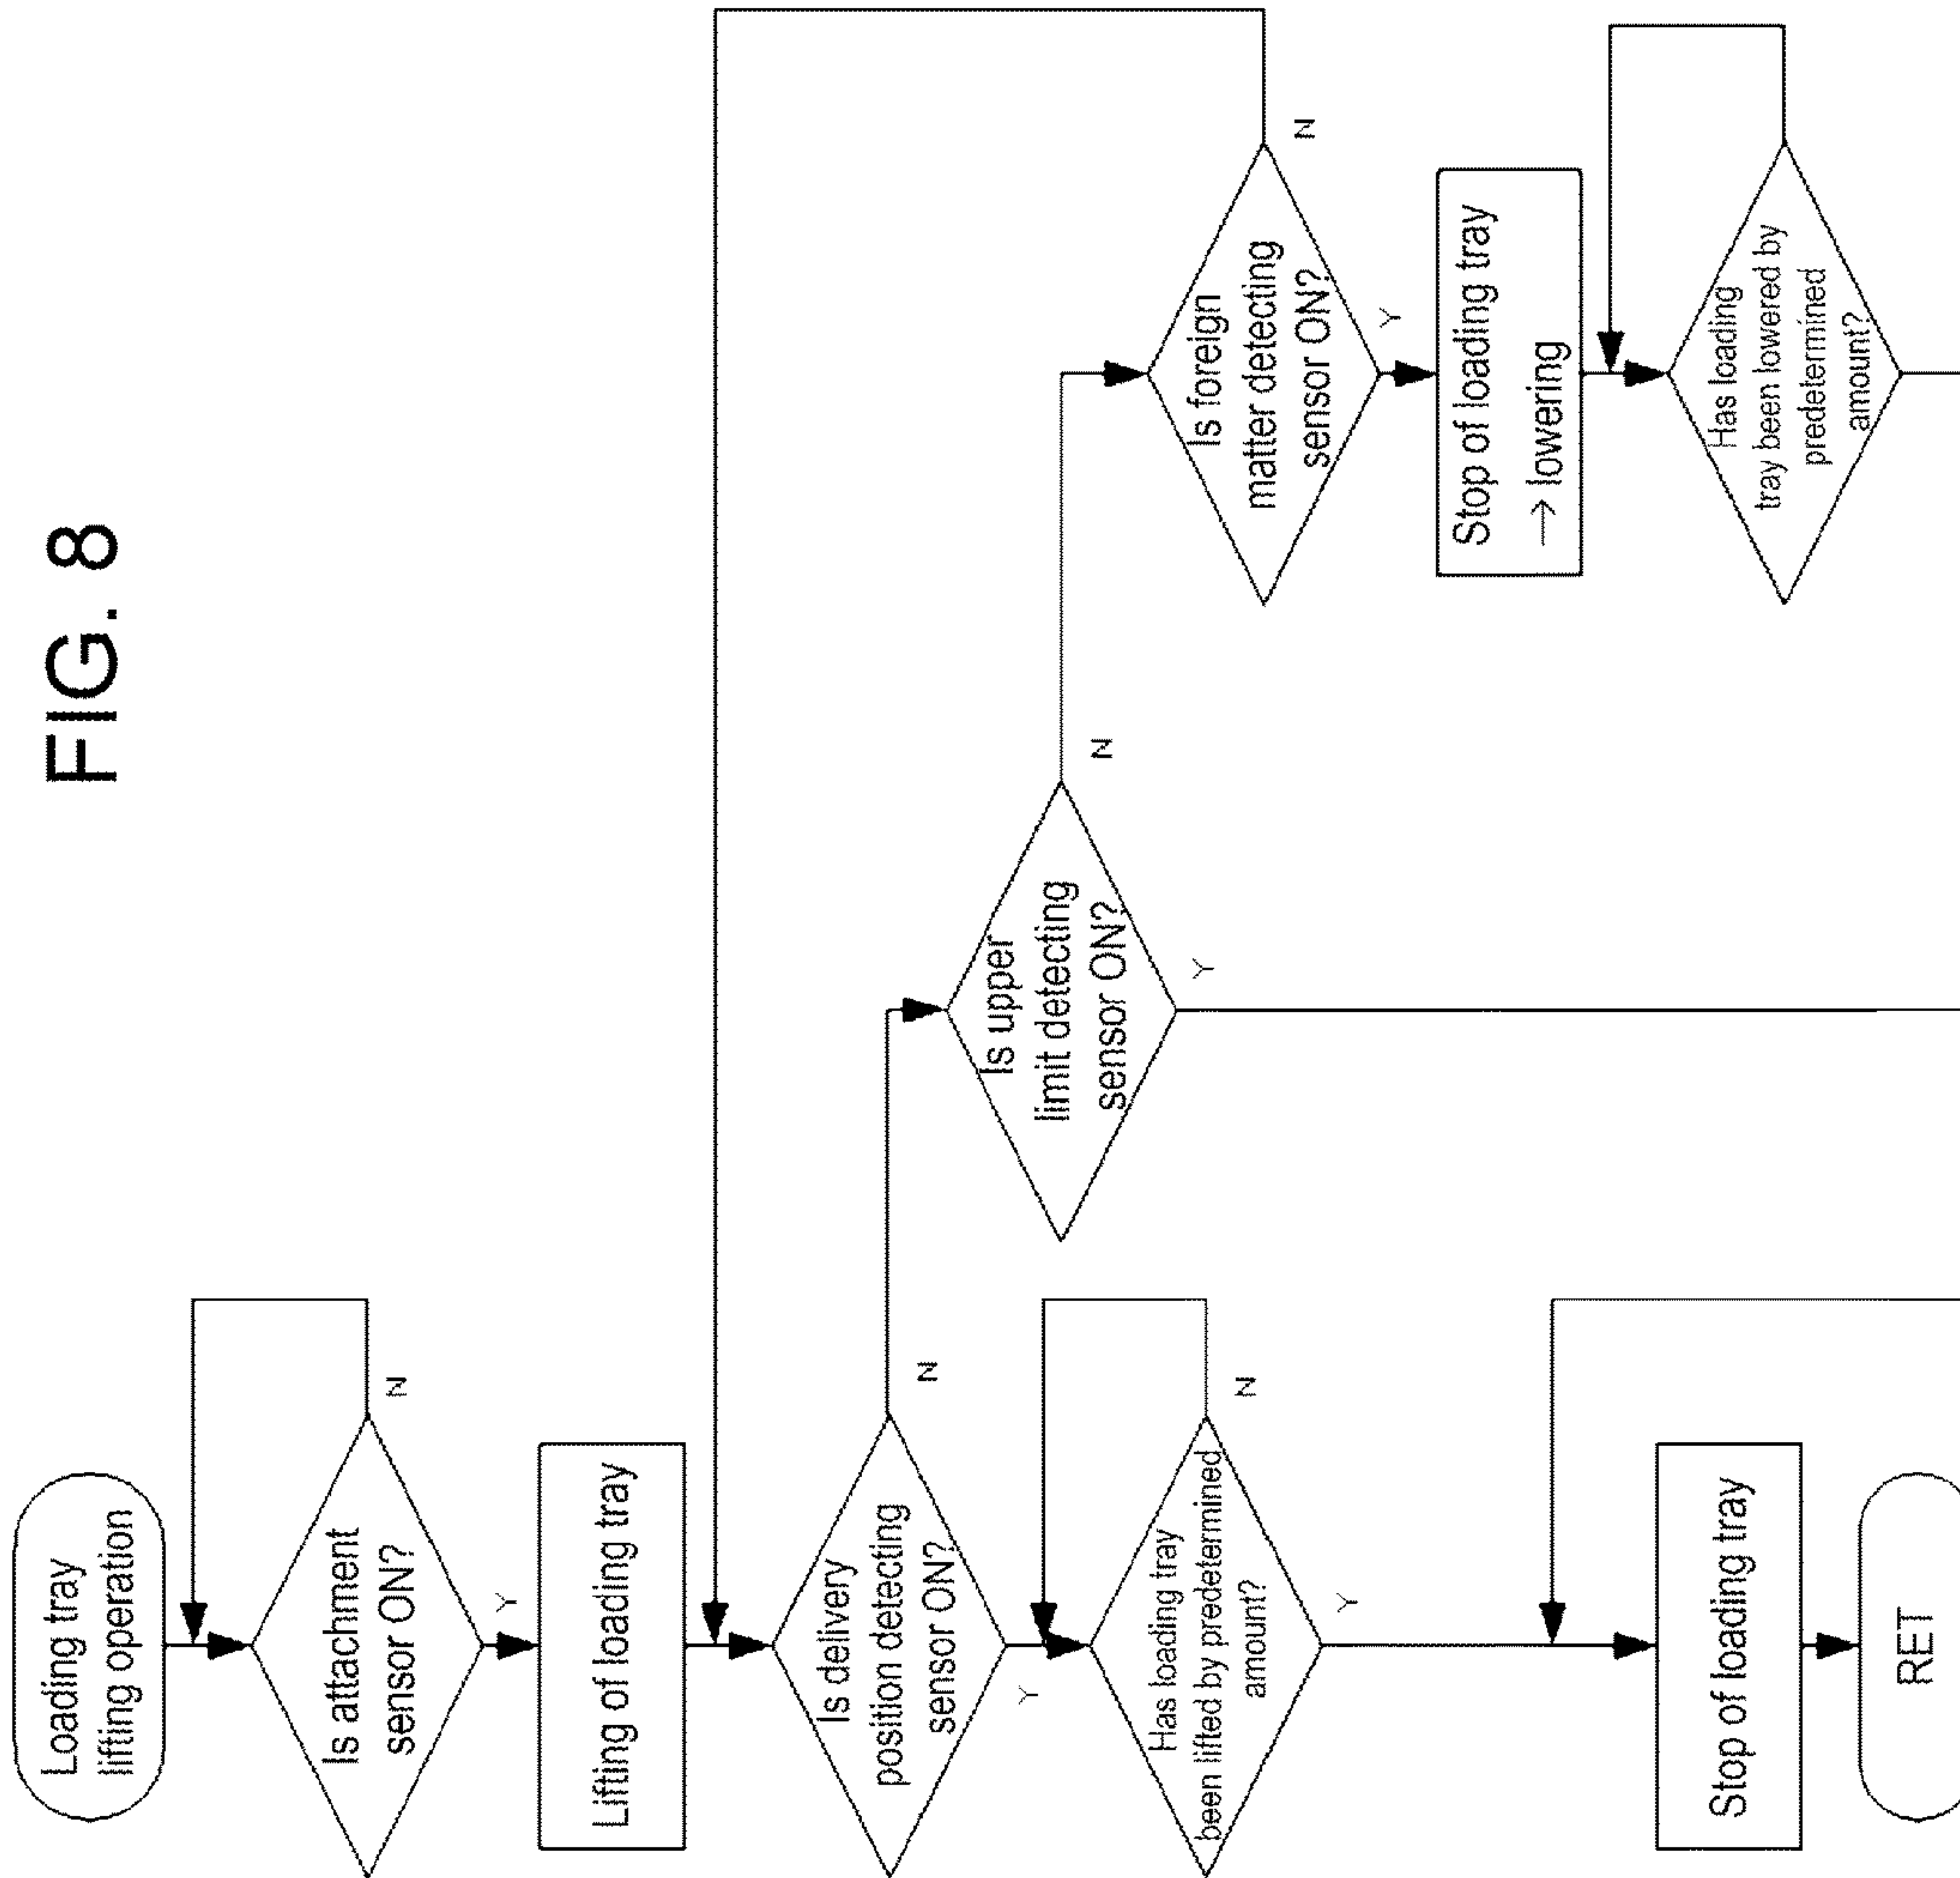 FIG. 8
Loading tray
lifting operation
Is attachment
sensor ON?
N
Y
Lifting of loading tray
Is delivery
position detecting
sensor ON?
N
Y
Has loading tray
been lifted by predetermined
amount?
N
Y
Stop of loading tray
RET
Is upper
limit detecting
sensor ON?
N
Y
Is foreign
matter detecting
sensor ON?
N
Y
Stop of loading tray
→ lowering
Has loading
tray been lowered by
predetermined
amount?